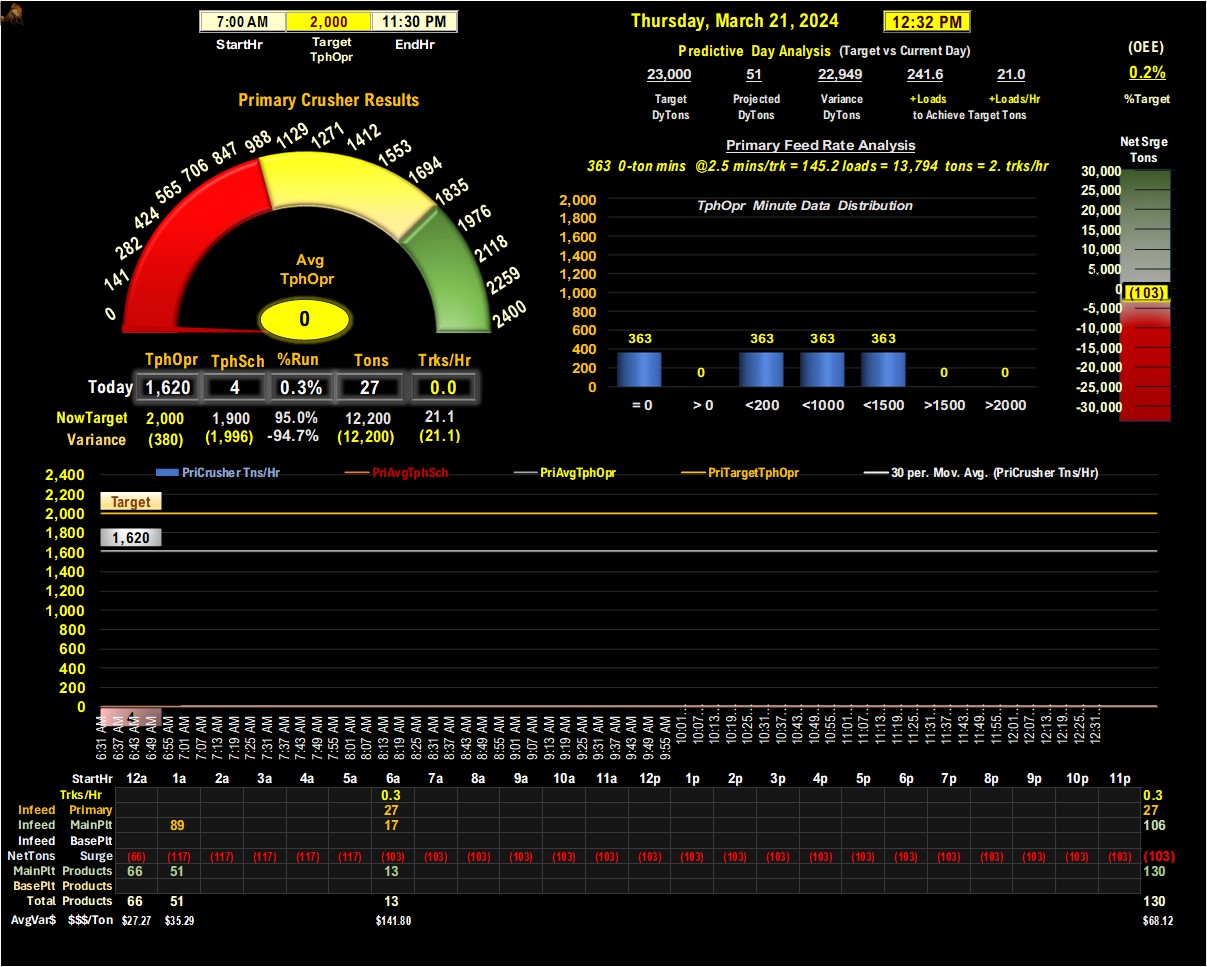 7:00 AM 2,000 11:30 PM
StartHr Target TphOpr EndHr
Thursday, March 21, 2024 12:32 PM
Predictive Day Analysis (Target vs Current Day)
(OEE)
23,000 51 22,949 241.6 21.0
0.2%
Target DyTons Projected DyTons Variance DyTons +Loads +Loads/Hr
to Achieve Target Tons
%Target
Primary Crusher Results
0 141 282 424 565 706 847 988 1129 1271 1412 1553 1694 1835 1976 2118 2259 2400
Avg
TphOpr
0
Primary Feed Rate Analysis
363 0-ton mins @2.5 mins/trk = 145.2 loads = 13,794 tons = 2. trks/hr
TphOpr Minute Data Distribution
2,000
1,800
1,600
1,400
1,200
1,000
800
600
400
200
0
363 0 363 363 363 0 0
= 0 > 0 <200 <1000 <1500 >1500 >2000
Net Srge
Tons
30,000
25,000
20,000
15,000
10,000
5,000
0
(103)
-5,000
-10,000
-15,000
-20,000
-25,000
-30,000
TphOpr TphSch %Run Tons Trks/Hr
Today 1,620 4 0.3% 27 0.0
NowTarget 2,000 1,900 95.0% 12,200 21.1
Variance (380) (1,996) -94.7% (12,200) (21.1)
PriCrusher Tns/Hr PriAvgTphSch PriAvgTphOpr PriTargetTphOpr 30 per. Mov. Avg. (PriCrusher Tns/Hr)
2,400
2,200
2,000
1,800
1,600
1,400
1,200
1,000
800
600
400
200
0
Target
1,620
4
6:31 AM 6:37 AM 6:43 AM 6:49 AM 6:55 AM 7:01 AM 7:07 AM 7:13 AM 7:19 AM 7:25 AM 7:31 AM 7:37 AM 7:43 AM 7:49 AM 7:55 AM 8:01 AM 8:07 AM 8:13 AM 8:19 AM 8:25 AM 8:31 AM 8:37 AM 8:43 AM 8:49 AM 8:55 AM 9:01 AM 9:07 AM 9:13 AM 9:19 AM 9:25 AM 9:31 AM 9:37 AM 9:43 AM 9:49 AM 9:55 AM 10:01... 10:07... 10:13... 10:19... 10:25... 10:31... 10:37... 10:43... 10:49... 10:55... 11:01... 11:07... 11:13... 11:19... 11:25... 11:31... 11:37... 11:43... 11:49... 11:55... 12:01... 12:07... 12:13... 12:19... 12:25... 12:31...
StartHr 12a 1a 2a 3a 4a 5a 6a 7a 8a 9a 10a 11a 12p 1p 2p 3p 4p 5p 6p 7p 8p 9p 10p 11p
Trks/Hr 0.3 0.3
Infeed Primary 27 27
Infeed MainPlt 89 17 106
Infeed BasePlt
NetTons Surge (66) (117) (117) (117) (117) (117) (103) (103) (103) (103) (103) (103) (103) (103) (103) (103) (103) (103) (103) (103) (103) (103) (103) (103) (103)
MainPlt Products 66 51 13 130
BasePlt Products
Total Products 66 51 13 130
AvgVar$ $$$/Ton $27.27 $35.29 $141.80 $68.12